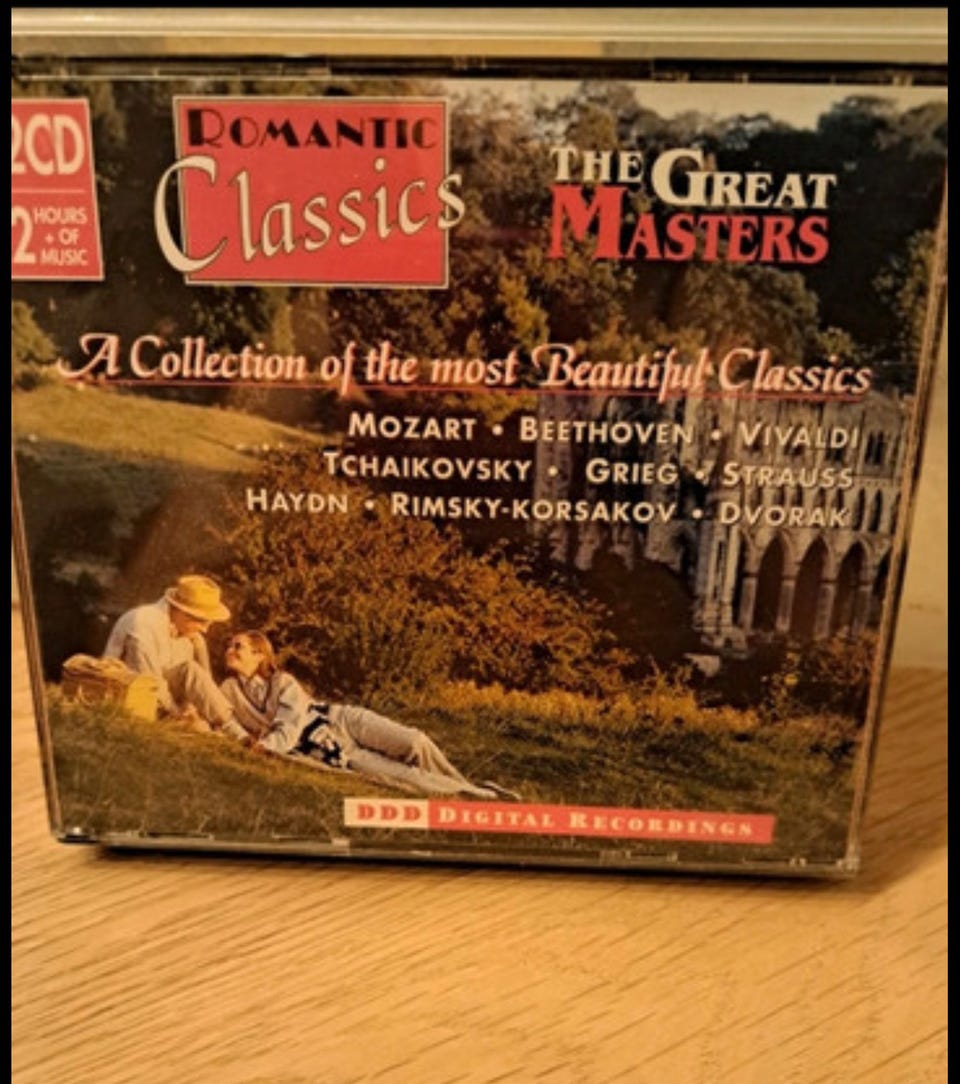 2CD
2 HOURS
+ OF
MUSIC
ROMANTIC
Classics
THE GREAT
MASTERS
A Collection of the most Beautiful Classics
MOZART • BEETHOVEN • VIVALDI
TCHAIKOVSKY • GRIEG • STRAUSS
HAYDN • RIMSKY-KORSAKOV • DVORAK
DDD DIGITAL RECORDINGS